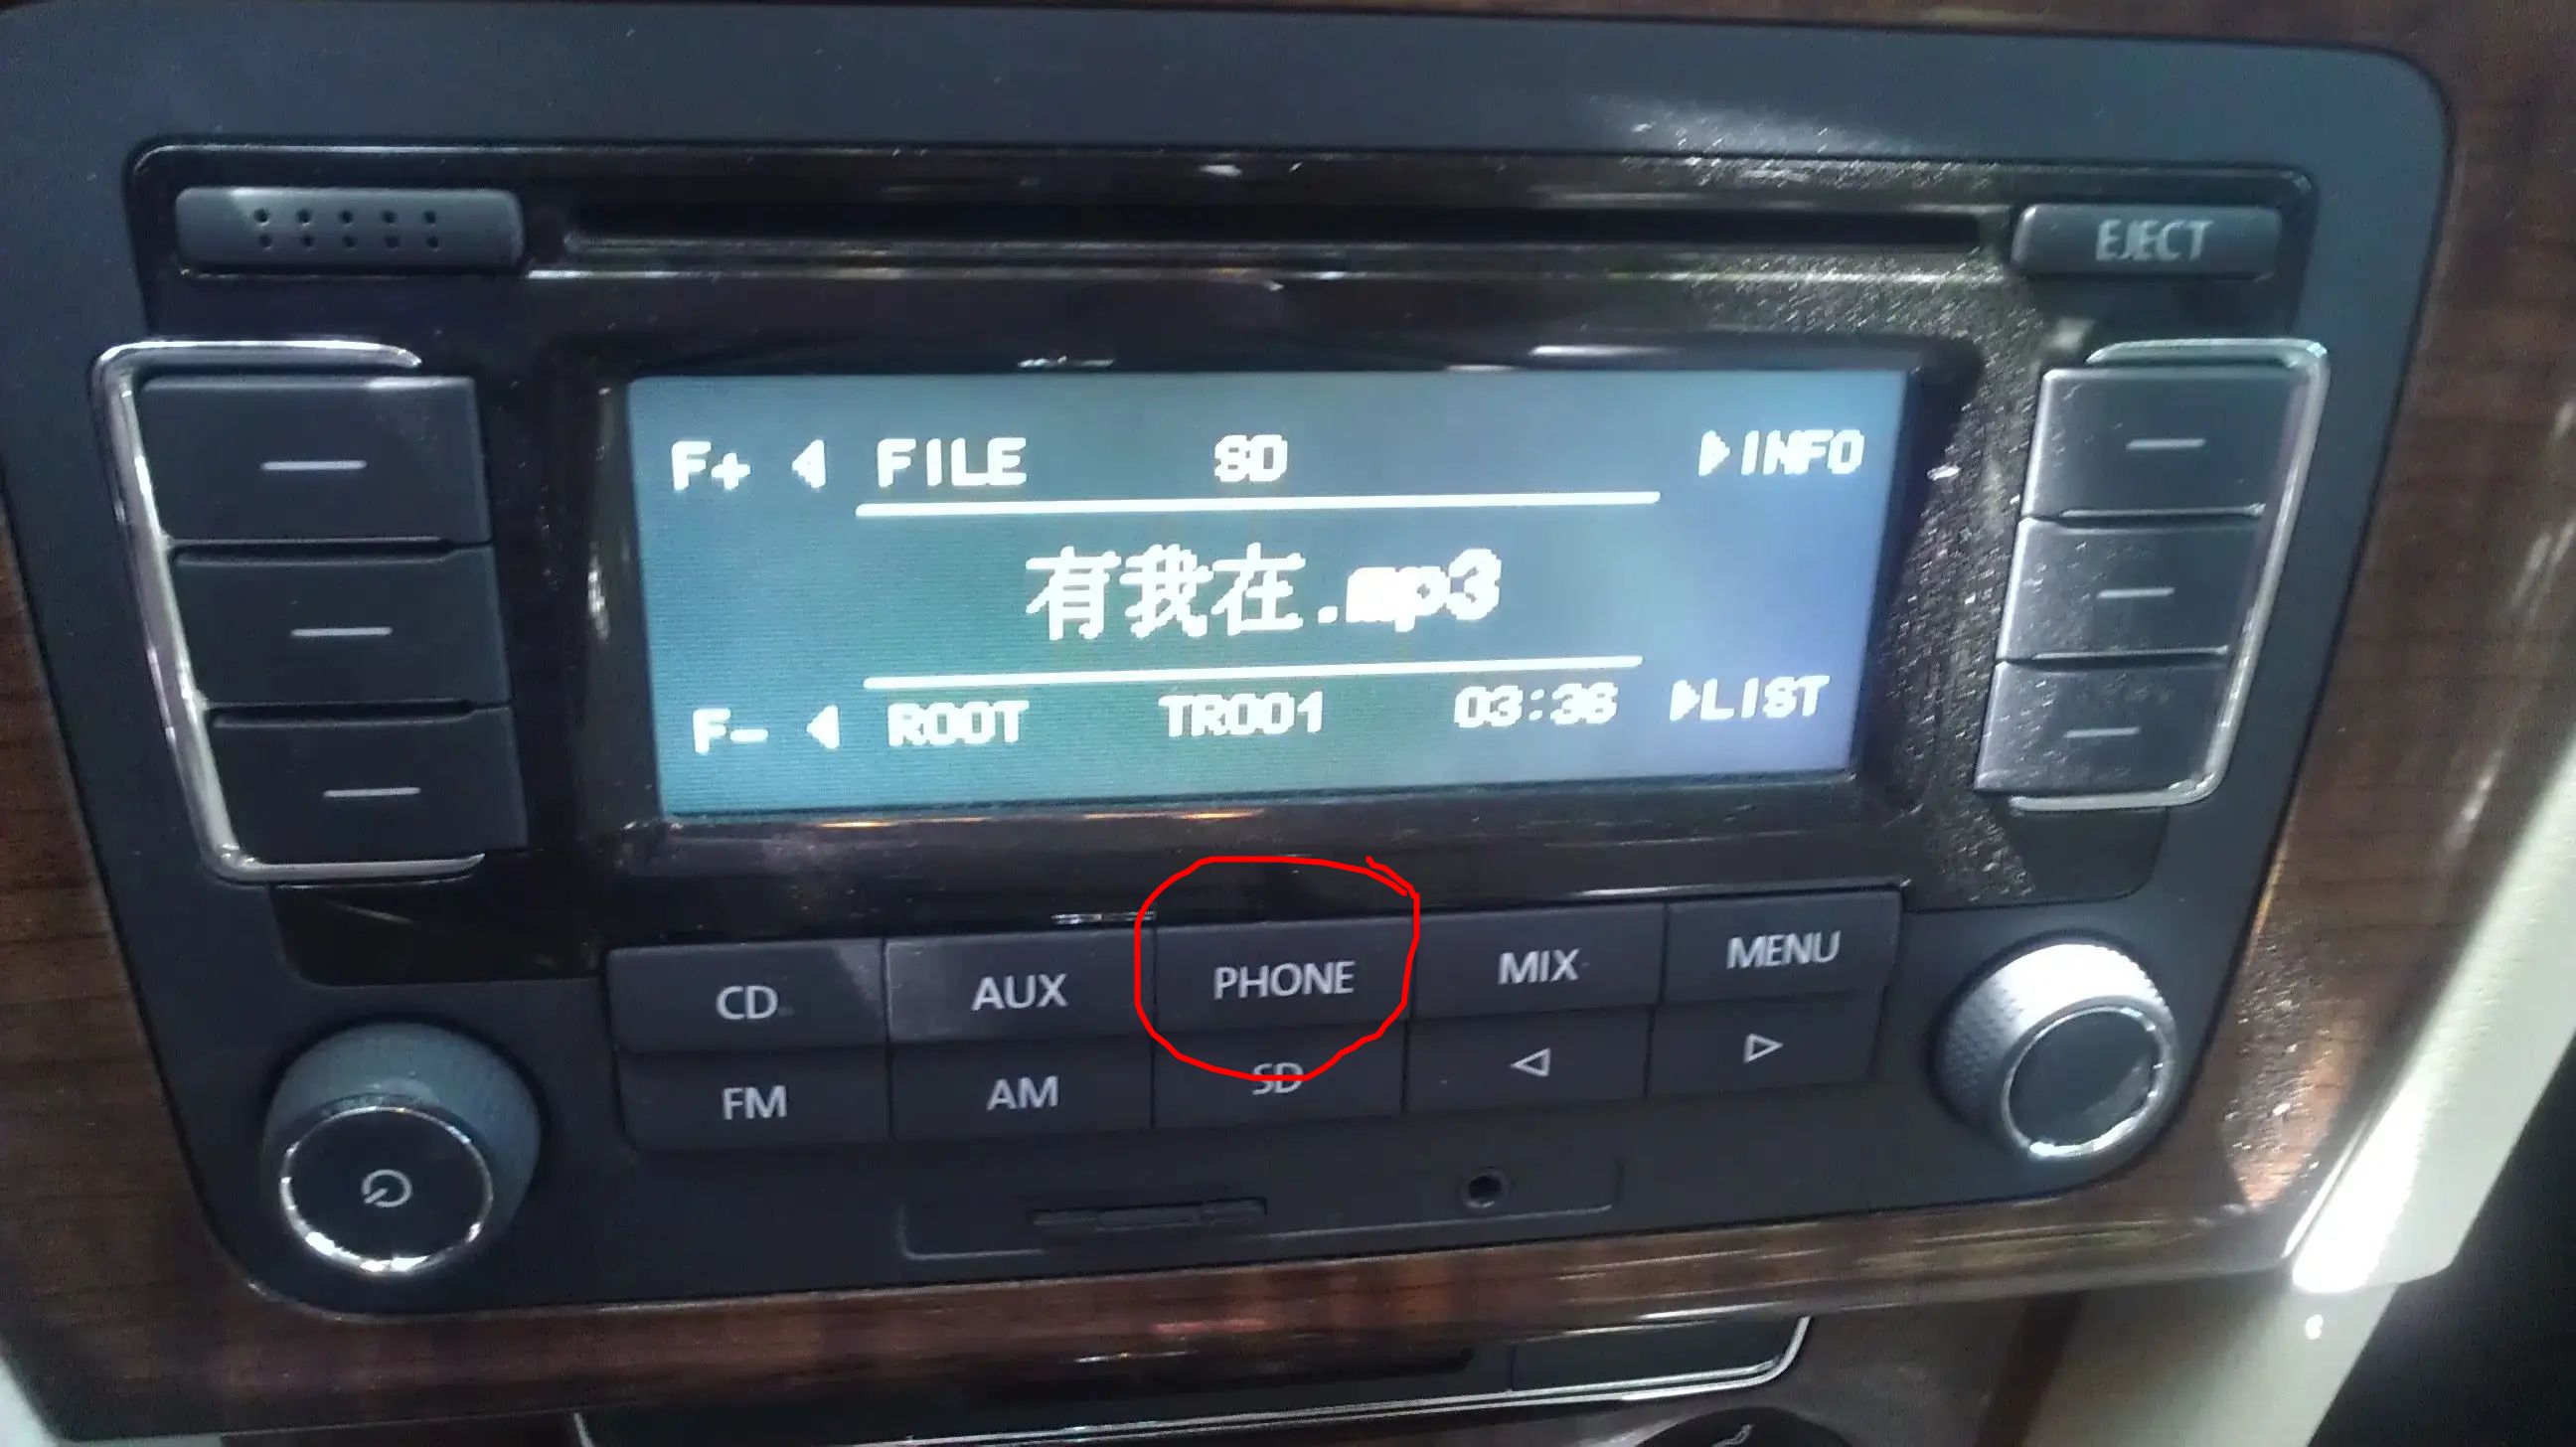 EJECT
F+ FILE SD INFO
有我在.mp3
F- ROOT TR001 03:36 LIST
CD AUX PHONE MIX MENU
FM AM SD